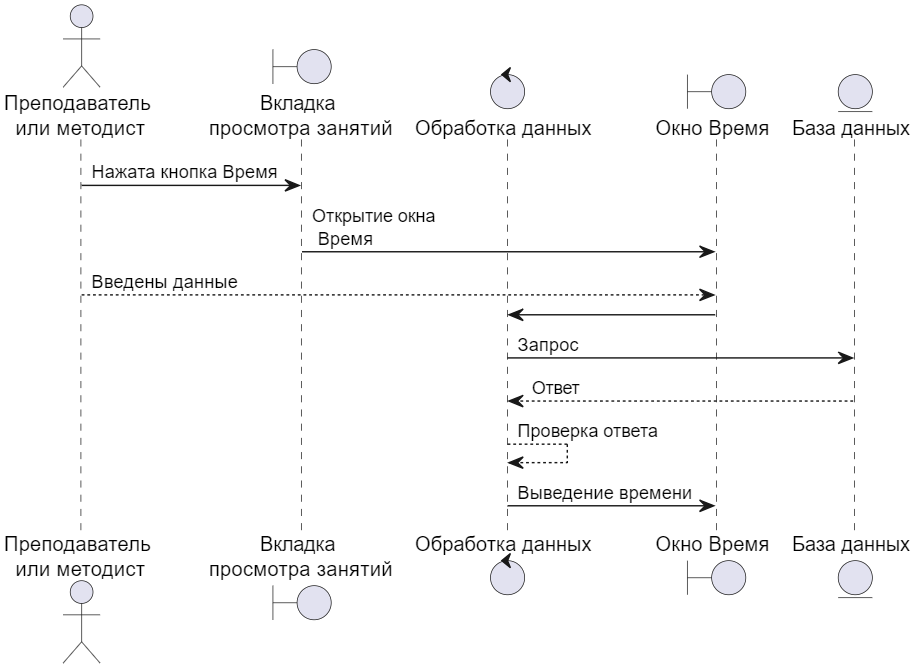 Преподаватель
или методист
Вкладка
просмотра занятий
Обработка данных
Окно Время
База данных
Нажата кнопка Время
Открытие окна
Время
Введены данные
Запрос
Ответ
Проверка ответа
Выведение времени
Преподаватель
или методист
Вкладка
просмотра занятий
Обработка данных
Окно Время
База данных